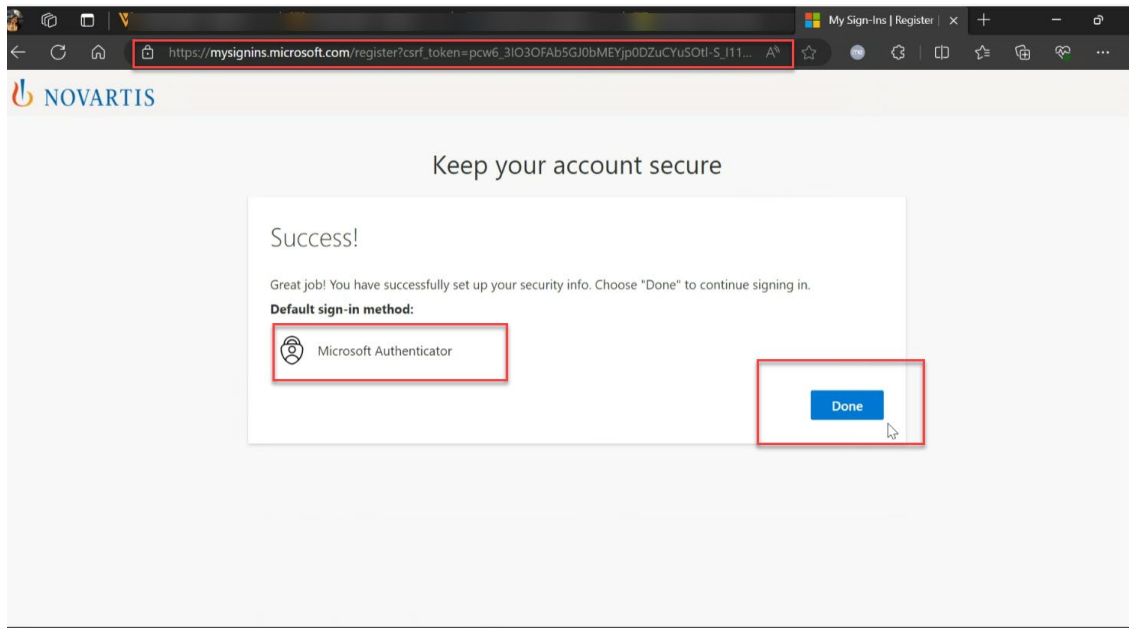 My Sign-Ins | Register
https://mysignins.microsoft.com/register?csrf_token=pcw6_3IO3OFAb5GJ0bMEYjp0DZuCYuSOtI-S_I11...
NOVARTIS
Keep your account secure
Success!
Great job! You have successfully set up your security info. Choose "Done" to continue signing in.
Default sign-in method:
Microsoft Authenticator
Done